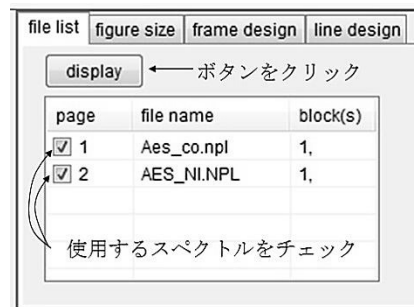 file list figure size frame design line design
display ボタンをクリック
page file name block(s)
1 Aes_co.npl 1,
2 AES_NI.NPL 1,
使用するスペクトルをチェック